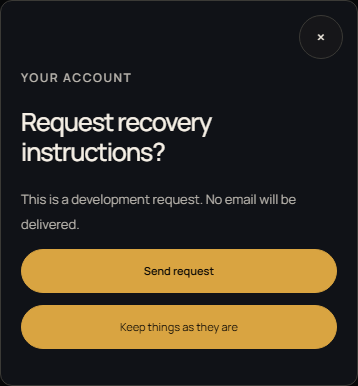 ×
YOUR ACCOUNT
Request recovery
instructions?
This is a development request. No email will be
delivered.
Send request
Keep things as they are